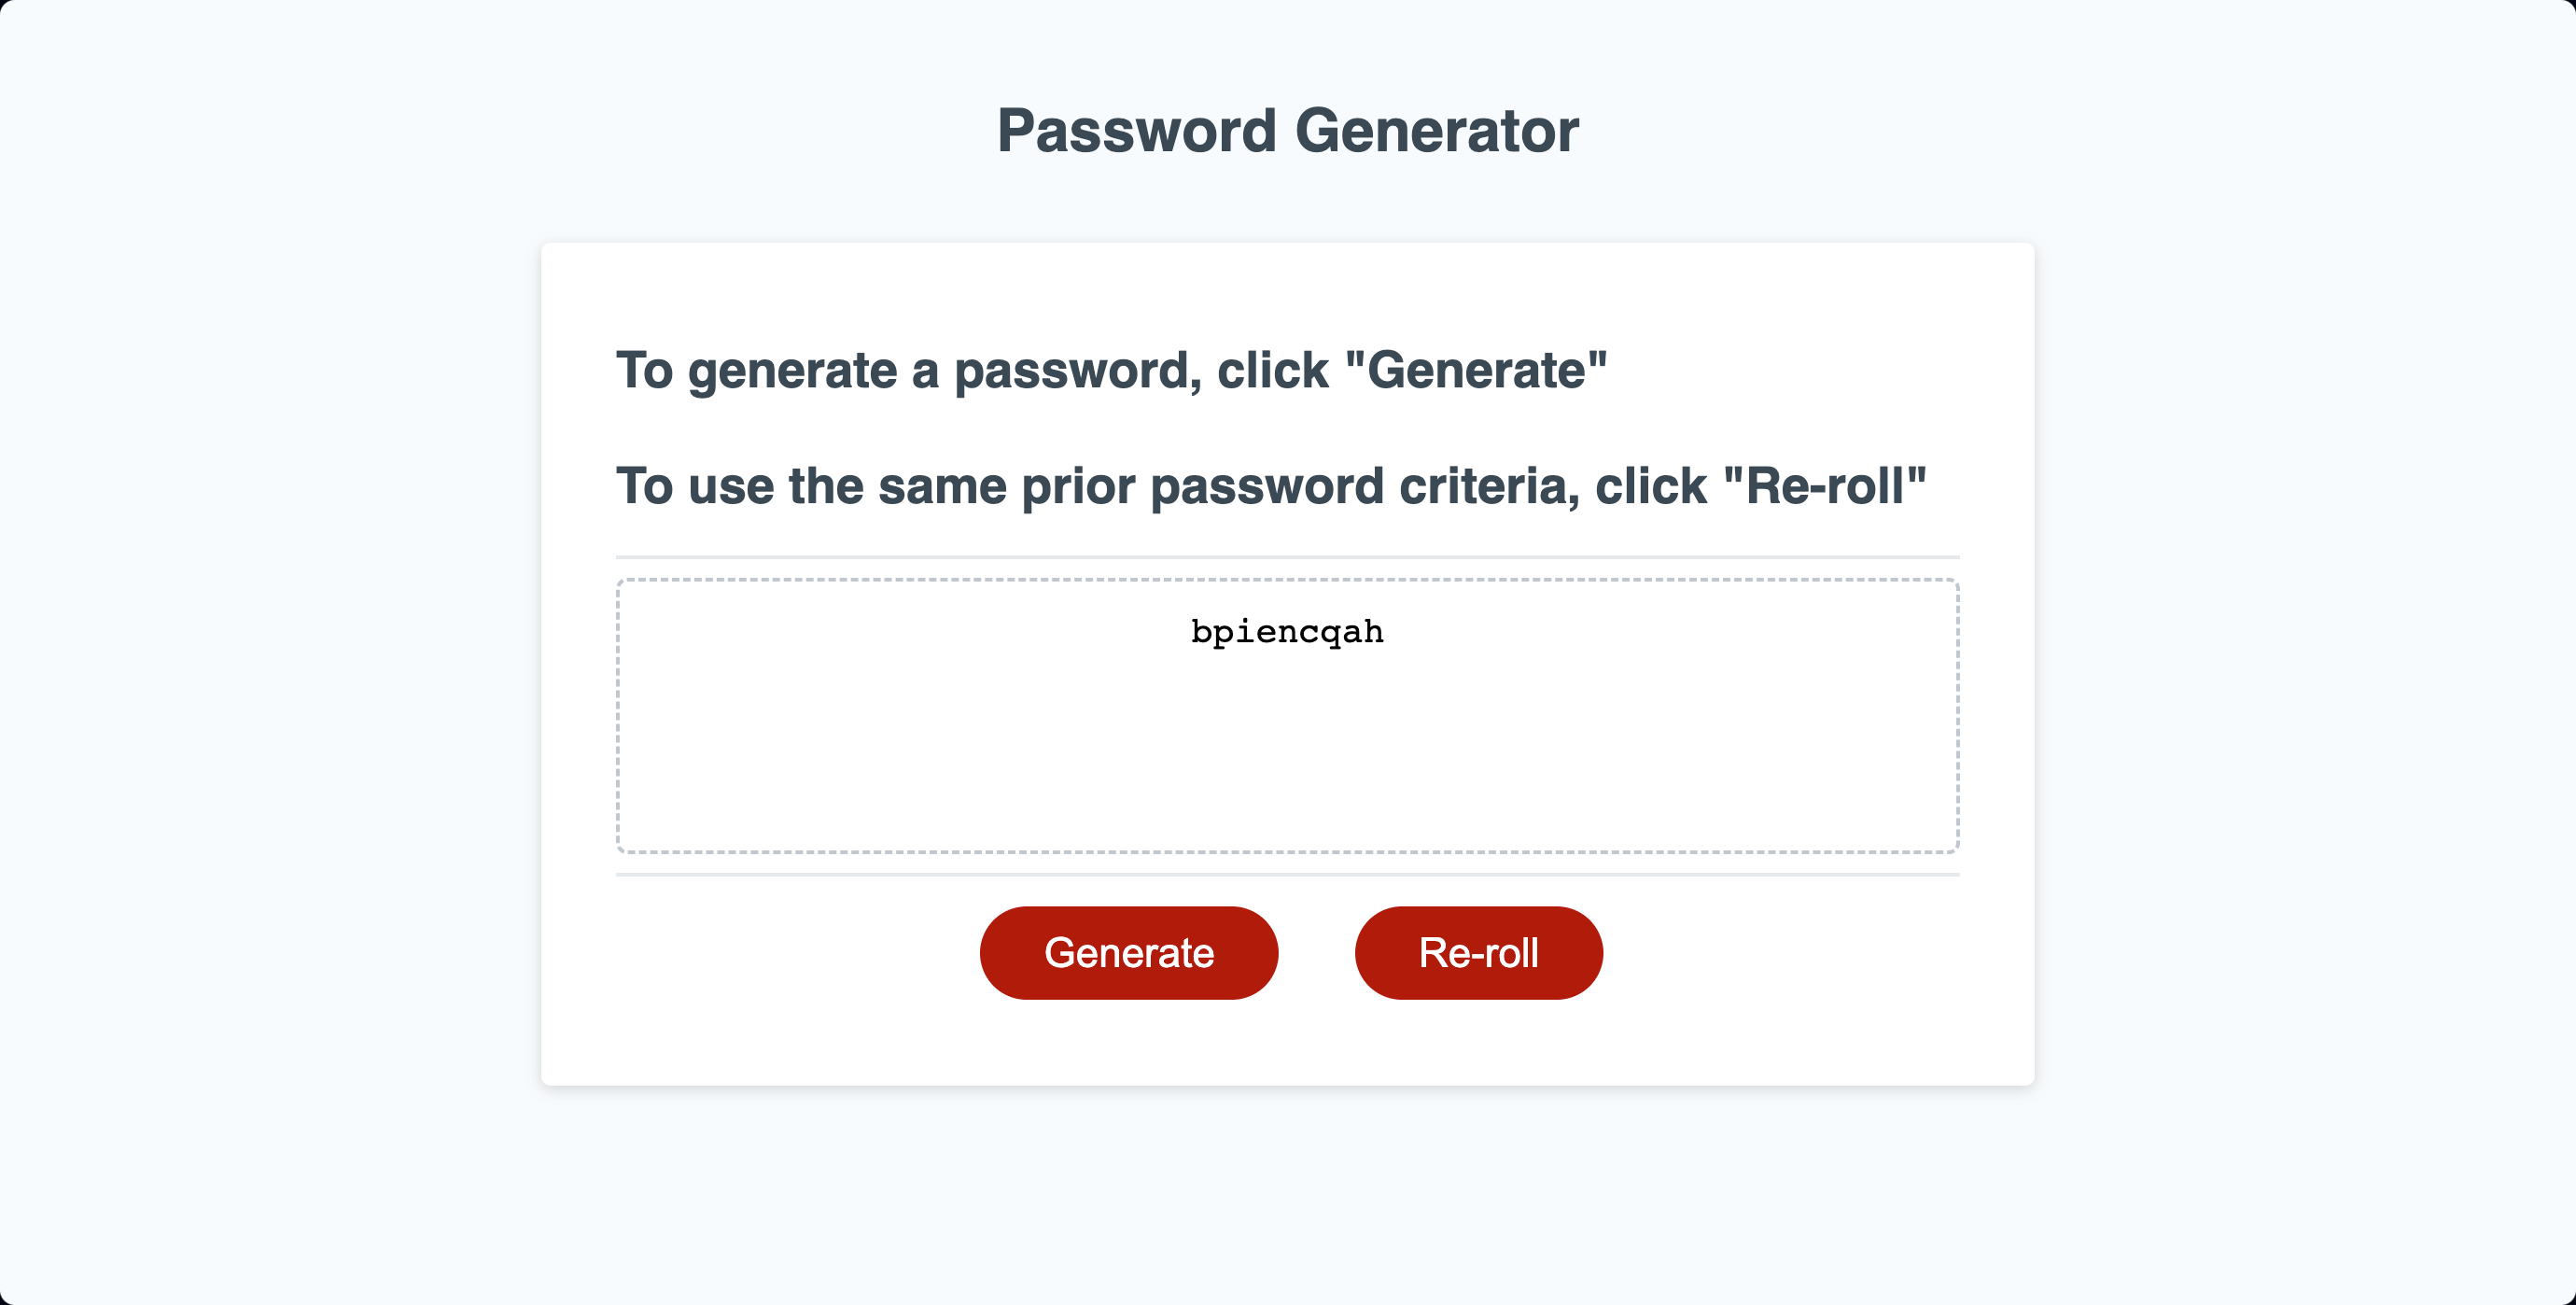 Password Generator
To generate a password, click "Generate"
To use the same prior password criteria, click "Re-roll"
bpiencqah
Generate
Re-roll